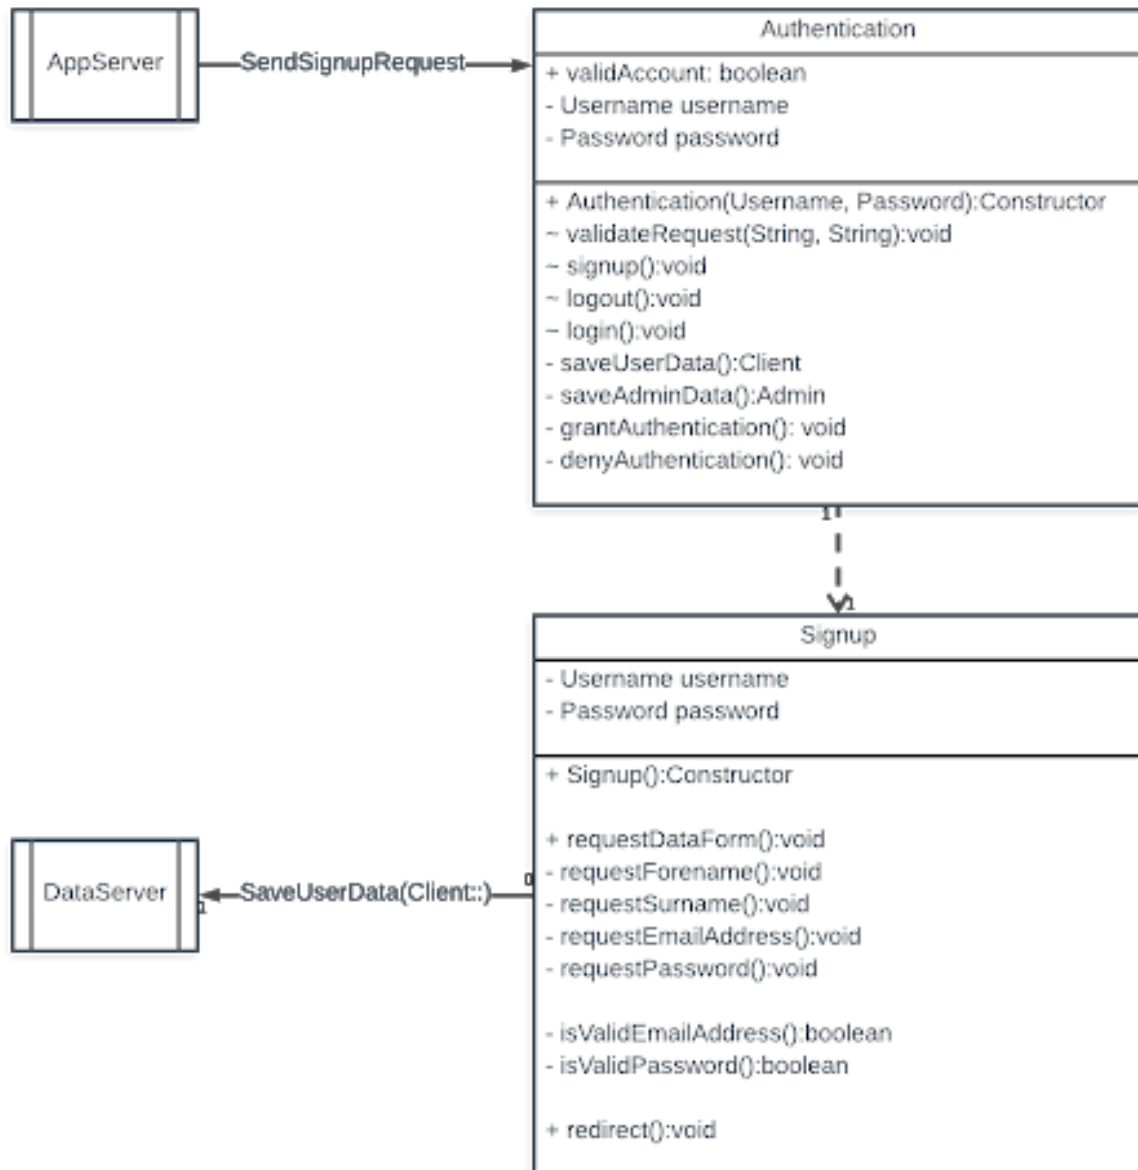 AppServer
SendSignupRequest
Authentication
+ validAccount: boolean
- Username username
- Password password
+ Authentication(Username, Password):Constructor
~ validateRequest(String, String):void
~ signup():void
~ logout():void
~ login():void
- saveUserData():Client
- saveAdminData():Admin
- grantAuthentication(): void
- denyAuthentication(): void
1
1
Signup
- Username username
- Password password
+ Signup():Constructor
+ requestDataForm():void
- requestForename():void
- requestSurname():void
- requestEmailAddress():void
- requestPassword():void
- isValidEmailAddress():boolean
- isValidPassword():boolean
+ redirect():void
0
SaveUserData(Client::)
1
DataServer